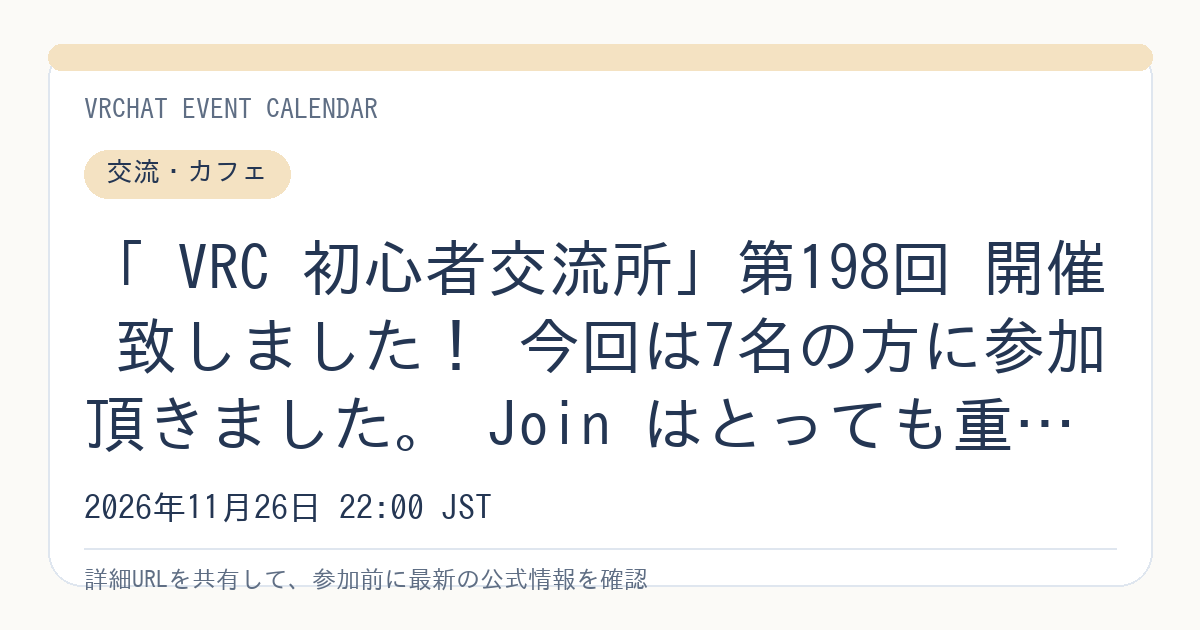 VRCHAT EVENT CALENDAR
交流・カフェ
「 VRC 初心者交流所」第198回 開催
致しました！ 今回は7名の方に参加
頂きました。 Join はとっても重…
2026年11月26日 22:00 JST
詳細URLを共有して、参加前に最新の公式情報を確認